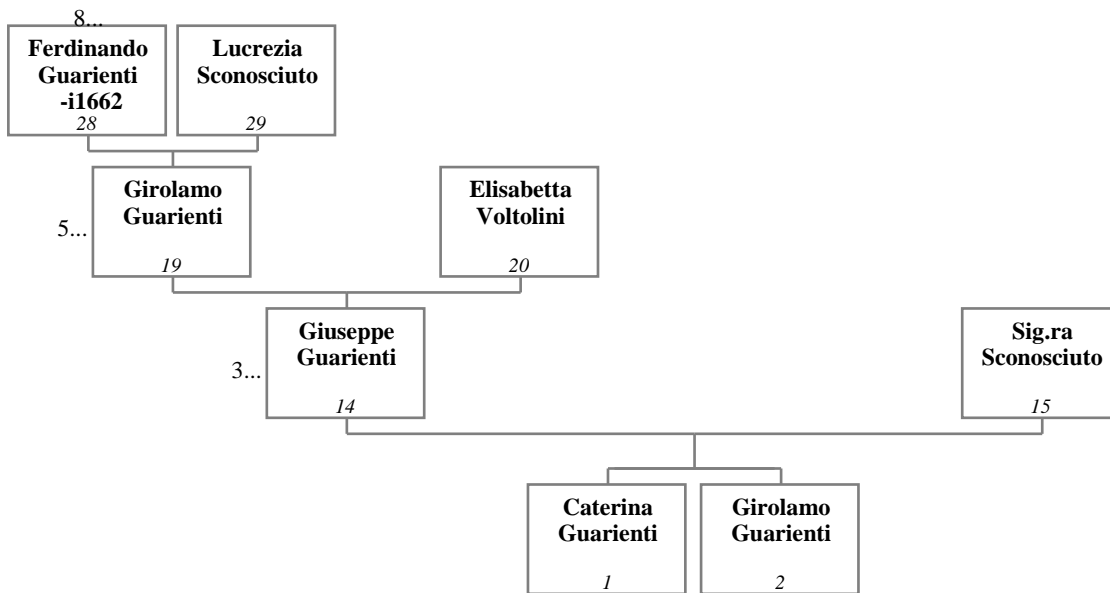 8...
Ferdinando
Guarienti
-i1662
28
Lucrezia
Sconosciuto
29
5...
Girolamo
Guarienti
19
Elisabetta
Voltolini
20
3...
Giuseppe
Guarienti
14
Sig.ra
Sconosciuto
15
Caterina
Guarienti
1
Girolamo
Guarienti
2